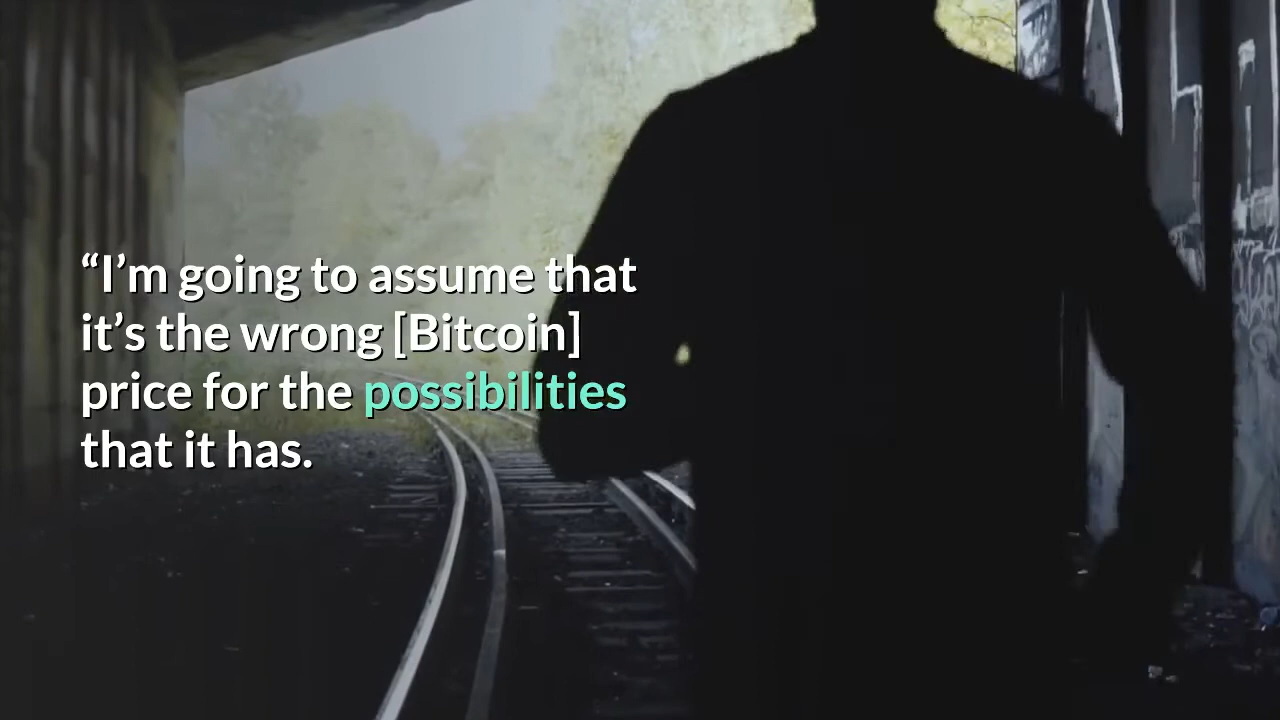 “I’m going to assume that
it’s the wrong [Bitcoin]
price for the possibilities
that it has.